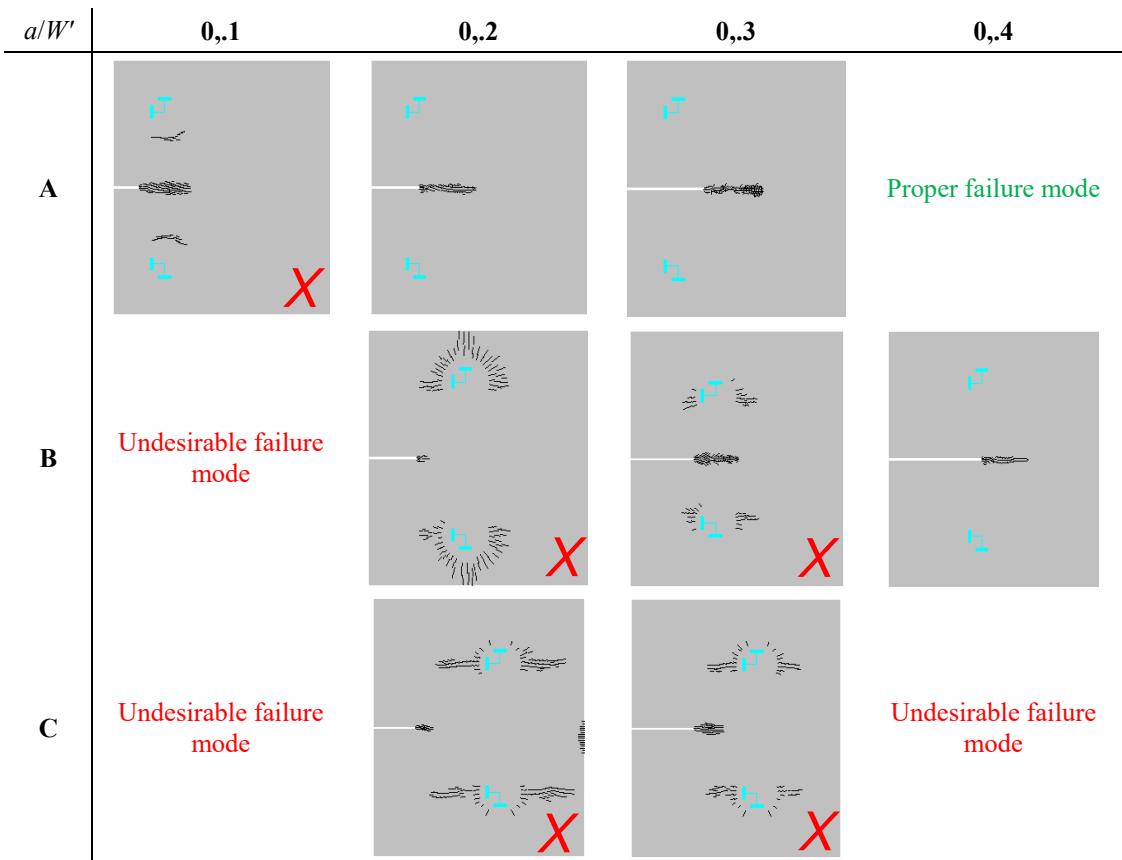 a/W' 0,.1 0,.2 0,.3 0,.4
A X Proper failure mode
B Undesirable failure mode X X
C Undesirable failure mode X X Undesirable failure mode